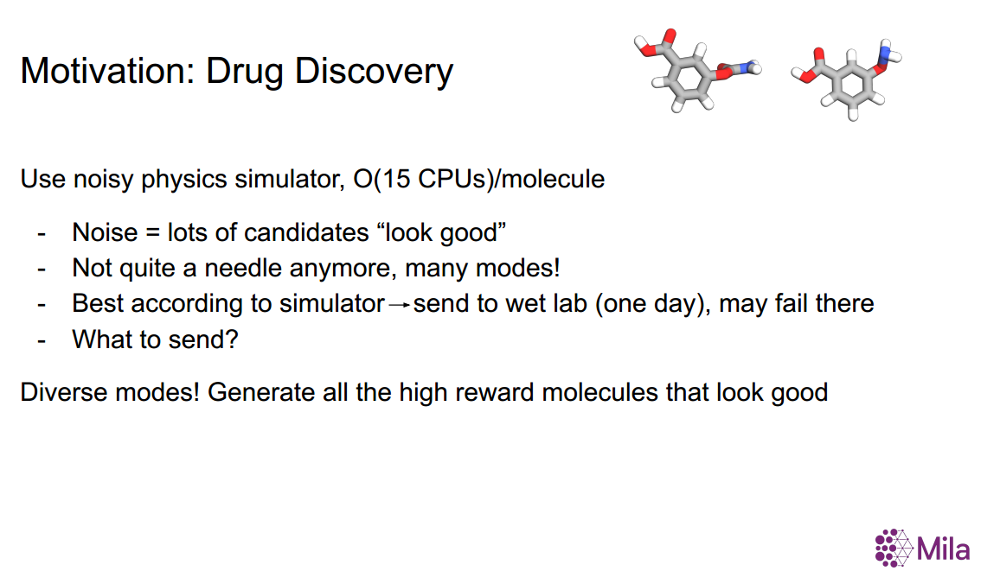 Motivation: Drug Discovery
Use noisy physics simulator, O(15 CPUs)/molecule
- Noise = lots of candidates “look good”
- Not quite a needle anymore, many modes!
- Best according to simulator→send to wet lab (one day), may fail there
- What to send?
Diverse modes! Generate all the high reward molecules that look good
Mila